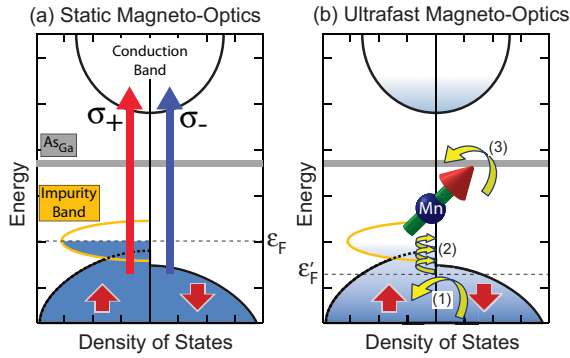 (a) Static Magneto-Optics
Conduction
Band
σ+
σ-
AsGa
Impurity
Band
εF
Energy
Density of States
(b) Ultrafast Magneto-Optics
(3)
Mn
(2)
ε′F
(1)
Energy
Density of States